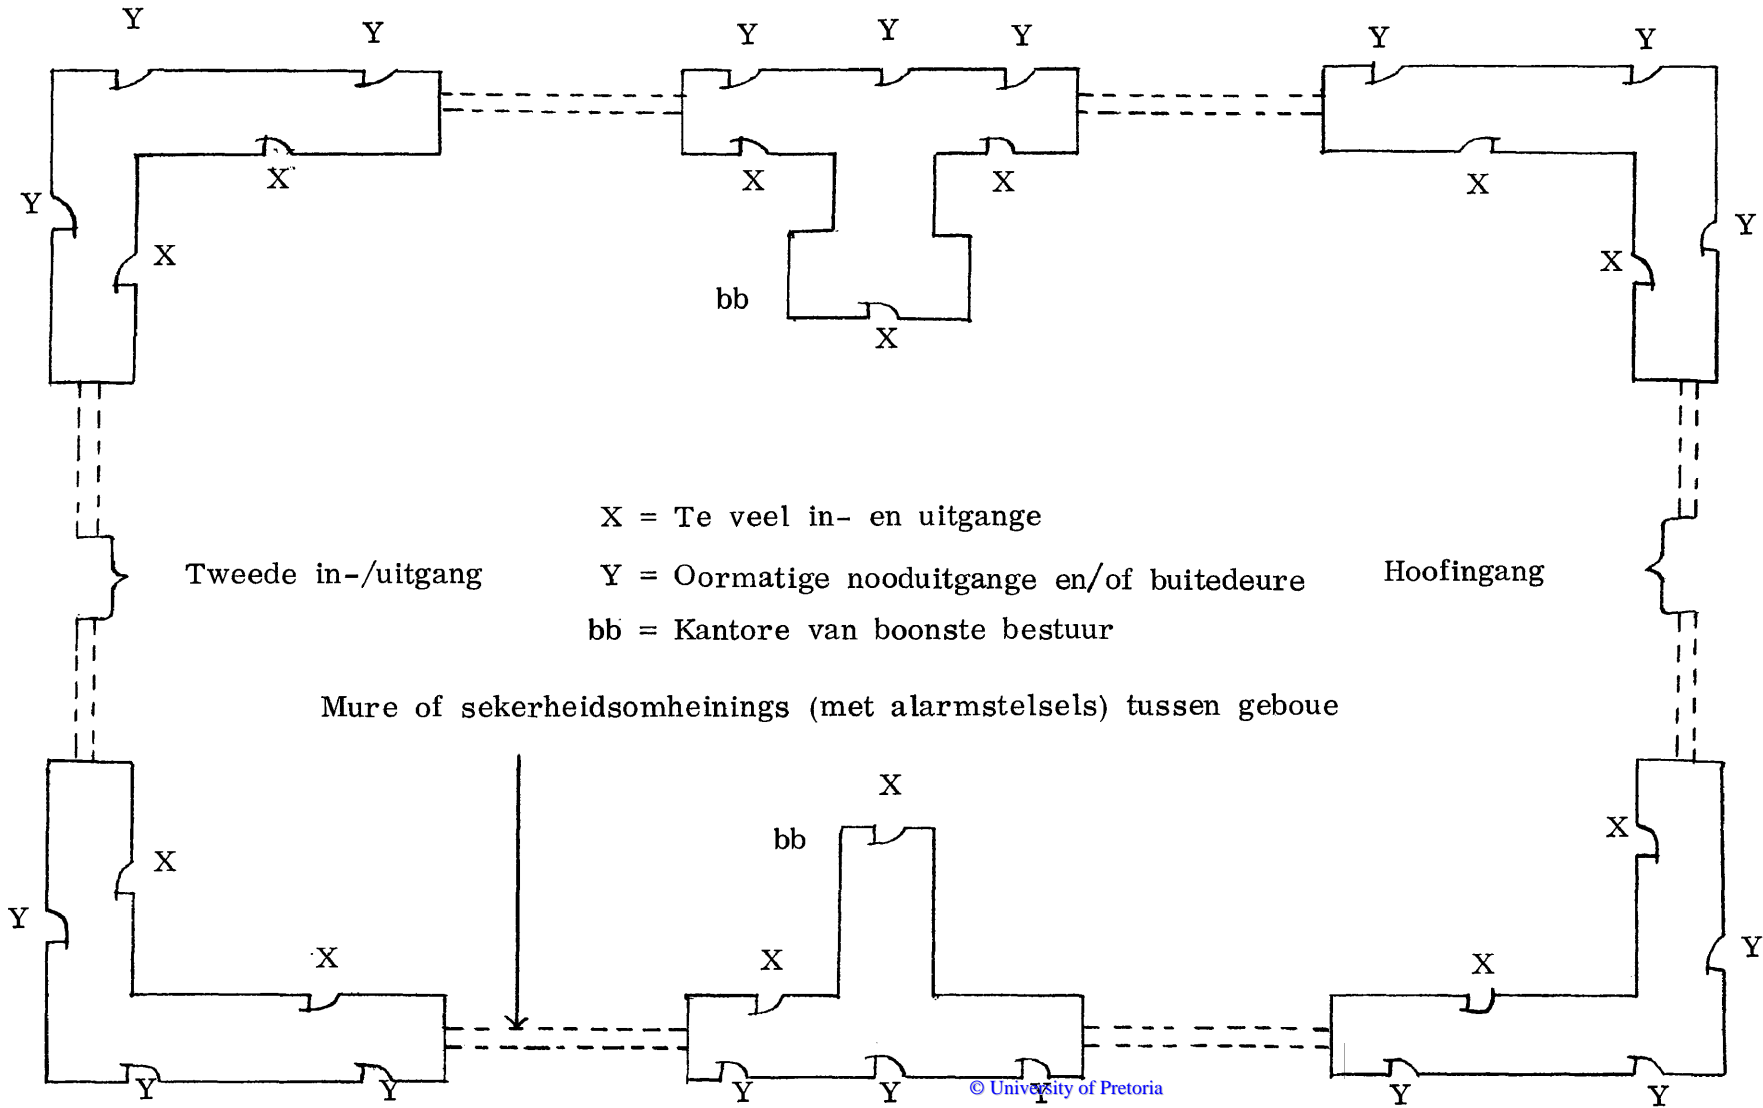 Y Y Y Y Y Y Y
X X X X
Y X X Y
bb X
X = Te veel in- en uitgange
Tweede in-/uitgang Y = Oormatige nooduitgange en/of buitedeure Hoofingang
bb = Kantore van boonste bestuur
Mure of sekerheidsomheinings (met alarmstelsels) tussen geboue
X
bb X
X
Y X X X Y
Y Y Y Y Y Y Y
© University of Pretoria